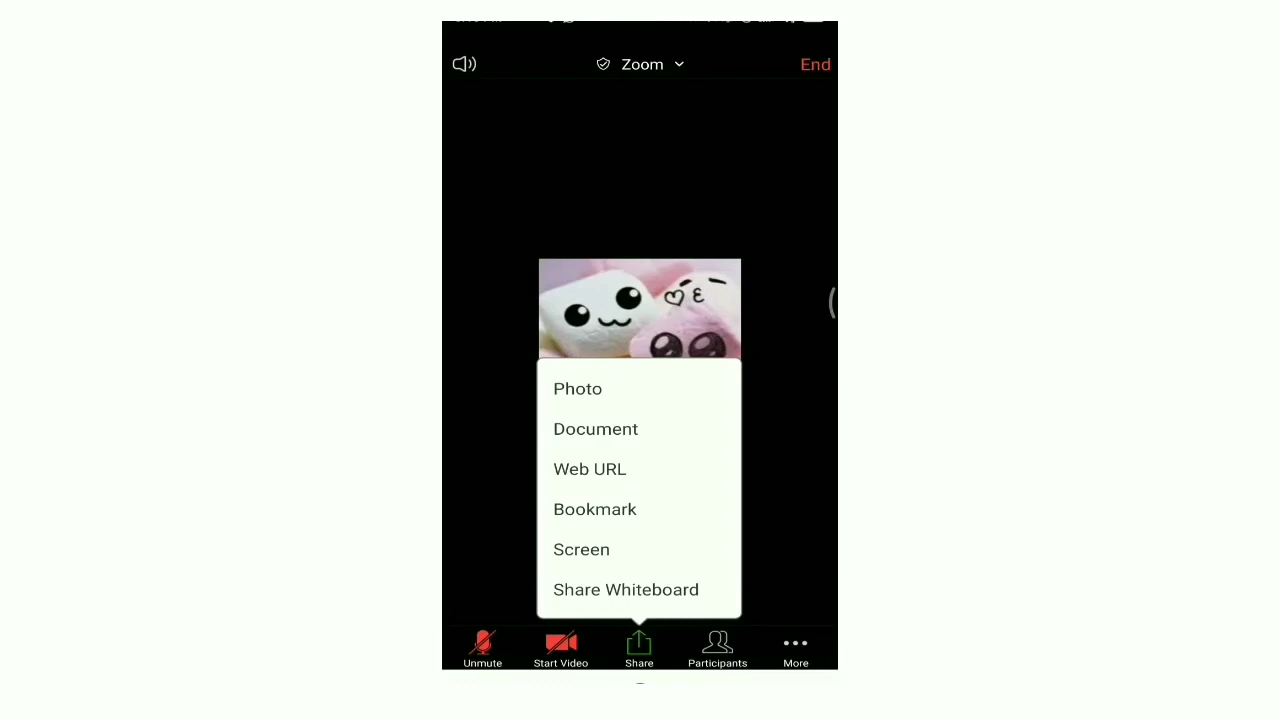 Zoom
End
Photo
Document
Web URL
Bookmark
Screen
Share Whiteboard
Unmute
Start Video
Share
Participants
More